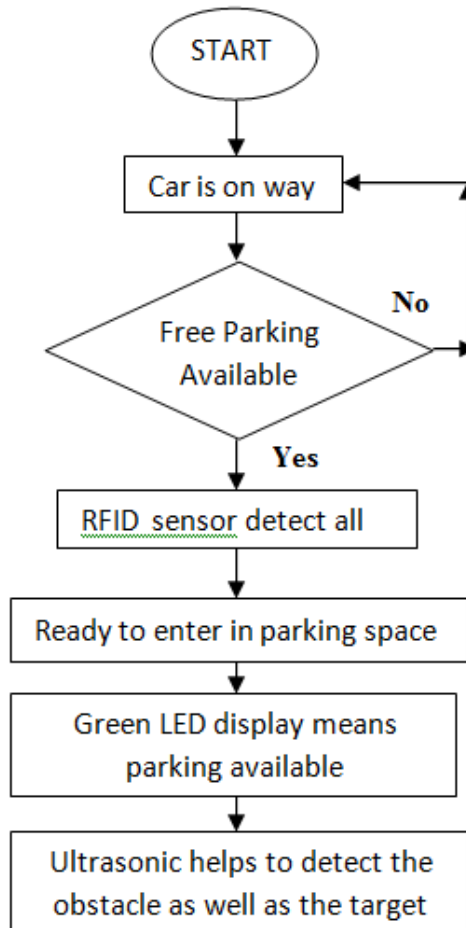 START
Car is on way
Free Parking
Available
No
Yes
RFID sensor detect all
Ready to enter in parking space
Green LED display means
parking available
Ultrasonic helps to detect the
obstacle as well as the target